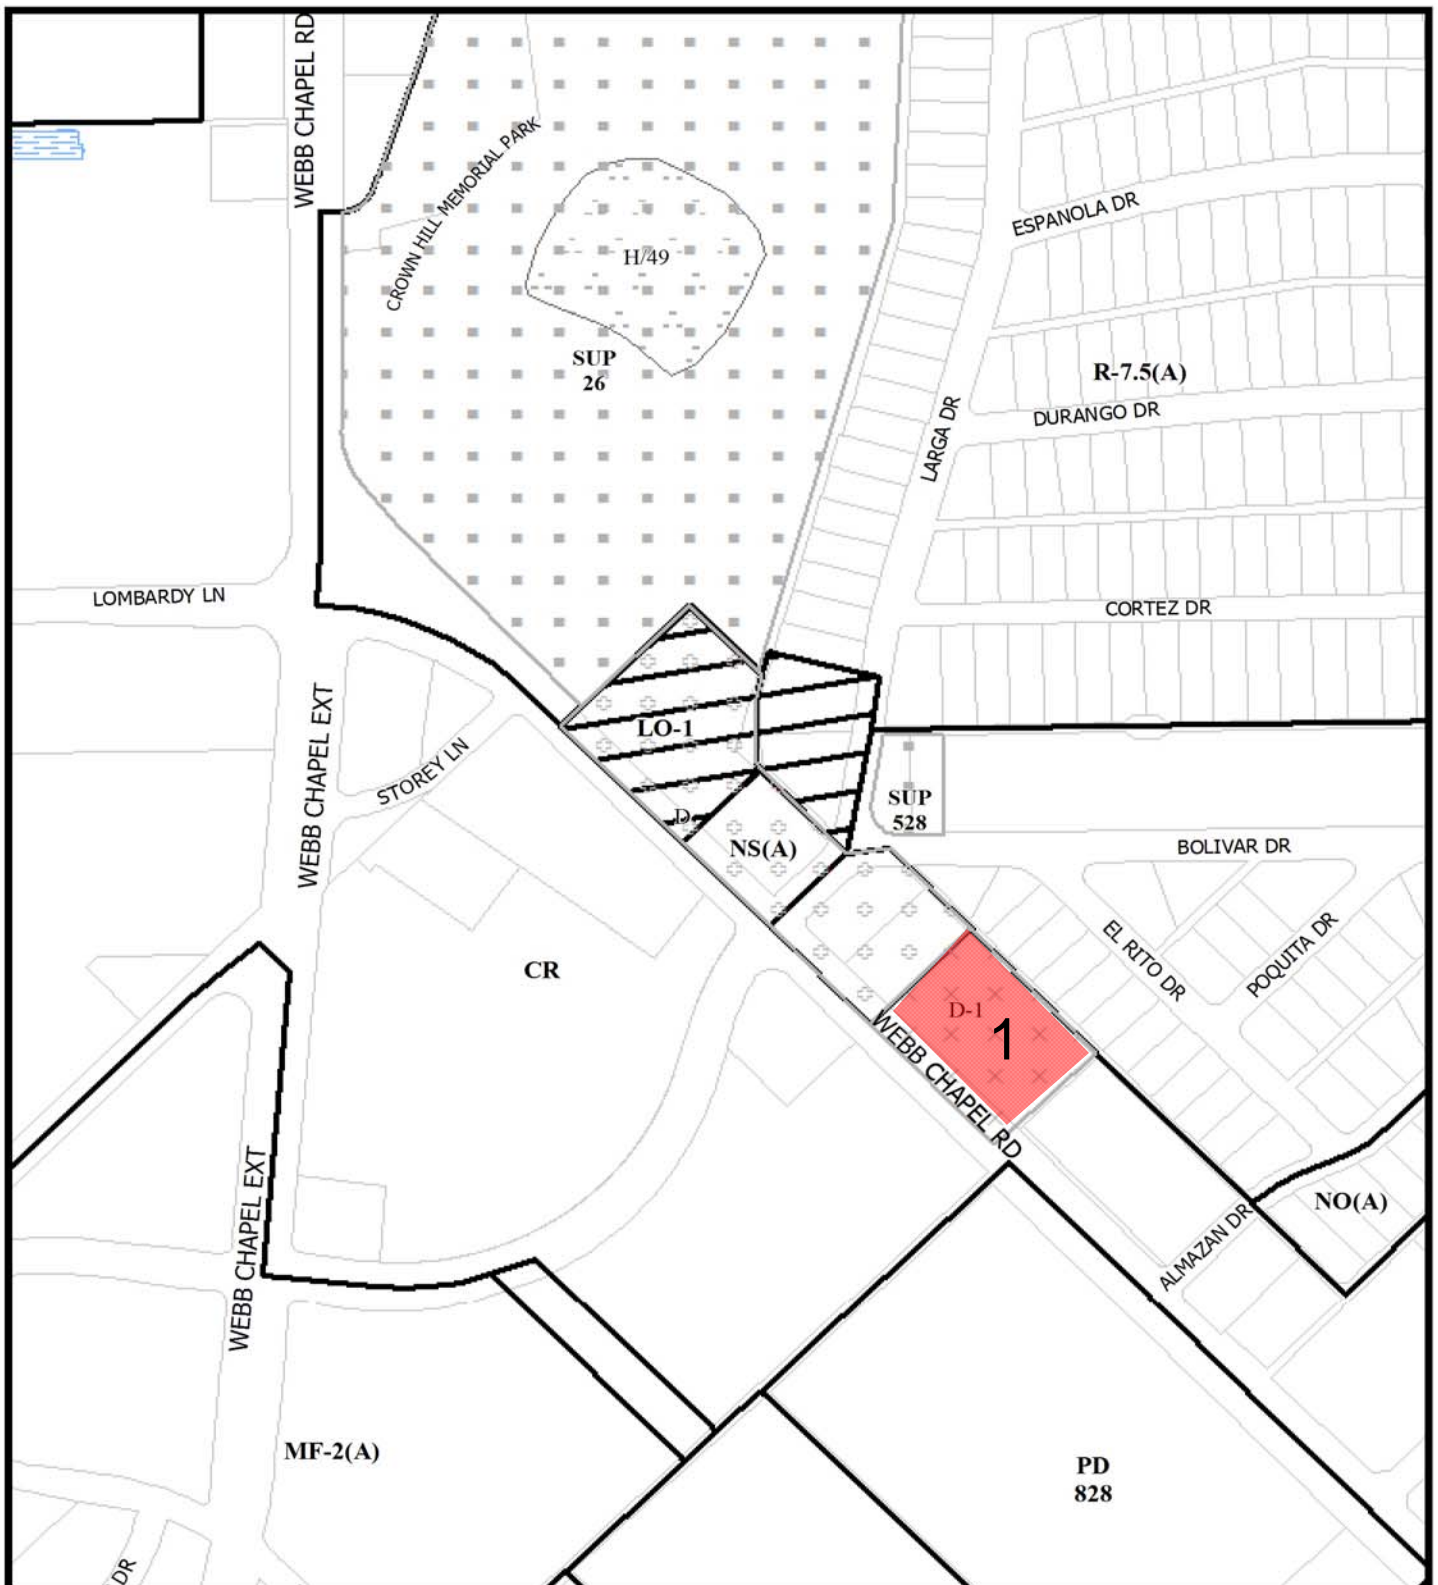 WEBB CHAPEL RD
CROWN HILL MEMORIAL PARK
ESPANOLA DR
H/49
SUP
26
R-7.5(A)
DURANGO DR
LARGA DR
LOMBARDY LN
CORTEZ DR
WEBB CHAPEL EXT
STOREY LN
LO-1
D
NS(A)
SUP
528
BOLIVAR DR
EL RITO DR
POQUITA DR
CR
D-1
1
WEBB CHAPEL RD
WEBB CHAPEL EXT
ALMAZAN DR
NO(A)
MF-2(A)
PD
828
DR